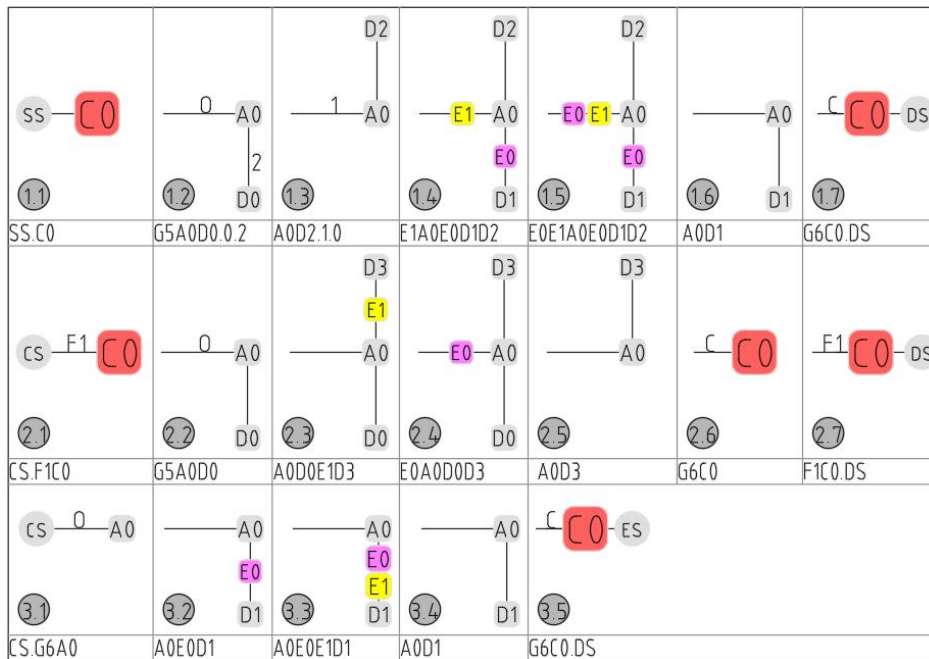 D2 D2 D2
SS C0 0 A0 1 A0 E1 A0 E0 E1 A0 A0 C C0 DS
2 E0 E0
1.1 1.2 D0 1.3 1.4 D1 1.5 D1 1.6 D1 1.7
SS.C0 G5A0D0.0.2 A0D2.1.0 E1A0E0D1D2 E0E1A0E0D1D2 A0D1 G6C0.DS
D3 D3 D3
E1
CS F1 C0 0 A0 A0 E0 A0 A0 C C0 F1 C0 DS
2.1 2.2 D0 2.3 D0 2.4 D0 2.5 2.6 2.7
CS.F1C0 G5A0D0 A0D0E1D3 E0A0D0D3 A0D3 G6C0 F1C0.DS
CS 0 A0 A0 A0 A0 C C0 ES
E0 E0
E1
3.1 3.2 D1 3.3 D1 3.4 D1 3.5
CS.G6A0 A0E0D1 A0E0E1D1 A0D1 G6C0.DS